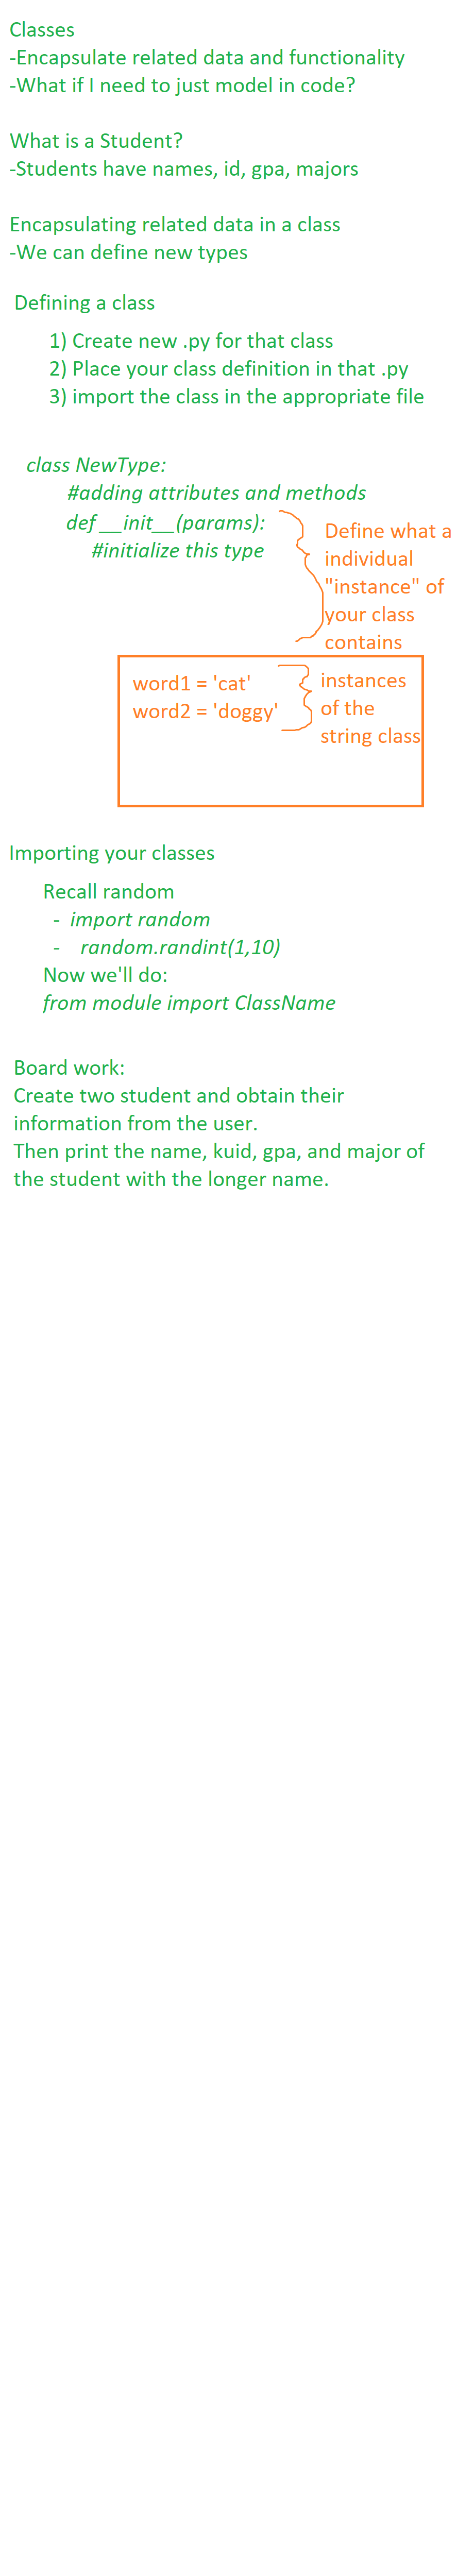 Classes
-Encapsulate related data and functionality
-What if I need to just model in code?
What is a Student?
-Students have names, id, gpa, majors
Encapsulating related data in a class
-We can define new types
Defining a class
1) Create new .py for that class
2) Place your class definition in that .py
3) import the class in the appropriate file
class NewType:
#adding attributes and methods
def __init__(params):
#initialize this type
Define what a
individual
"instance" of
your class
contains
word1 = 'cat'
word2 = 'doggy'
instances
of the
string class
Importing your classes
Recall random
- import random
- random.randint(1,10)
Now we'll do:
from module import ClassName
Board work:
Create two student and obtain their
information from the user.
Then print the name, kuid, gpa, and major of
the student with the longer name.